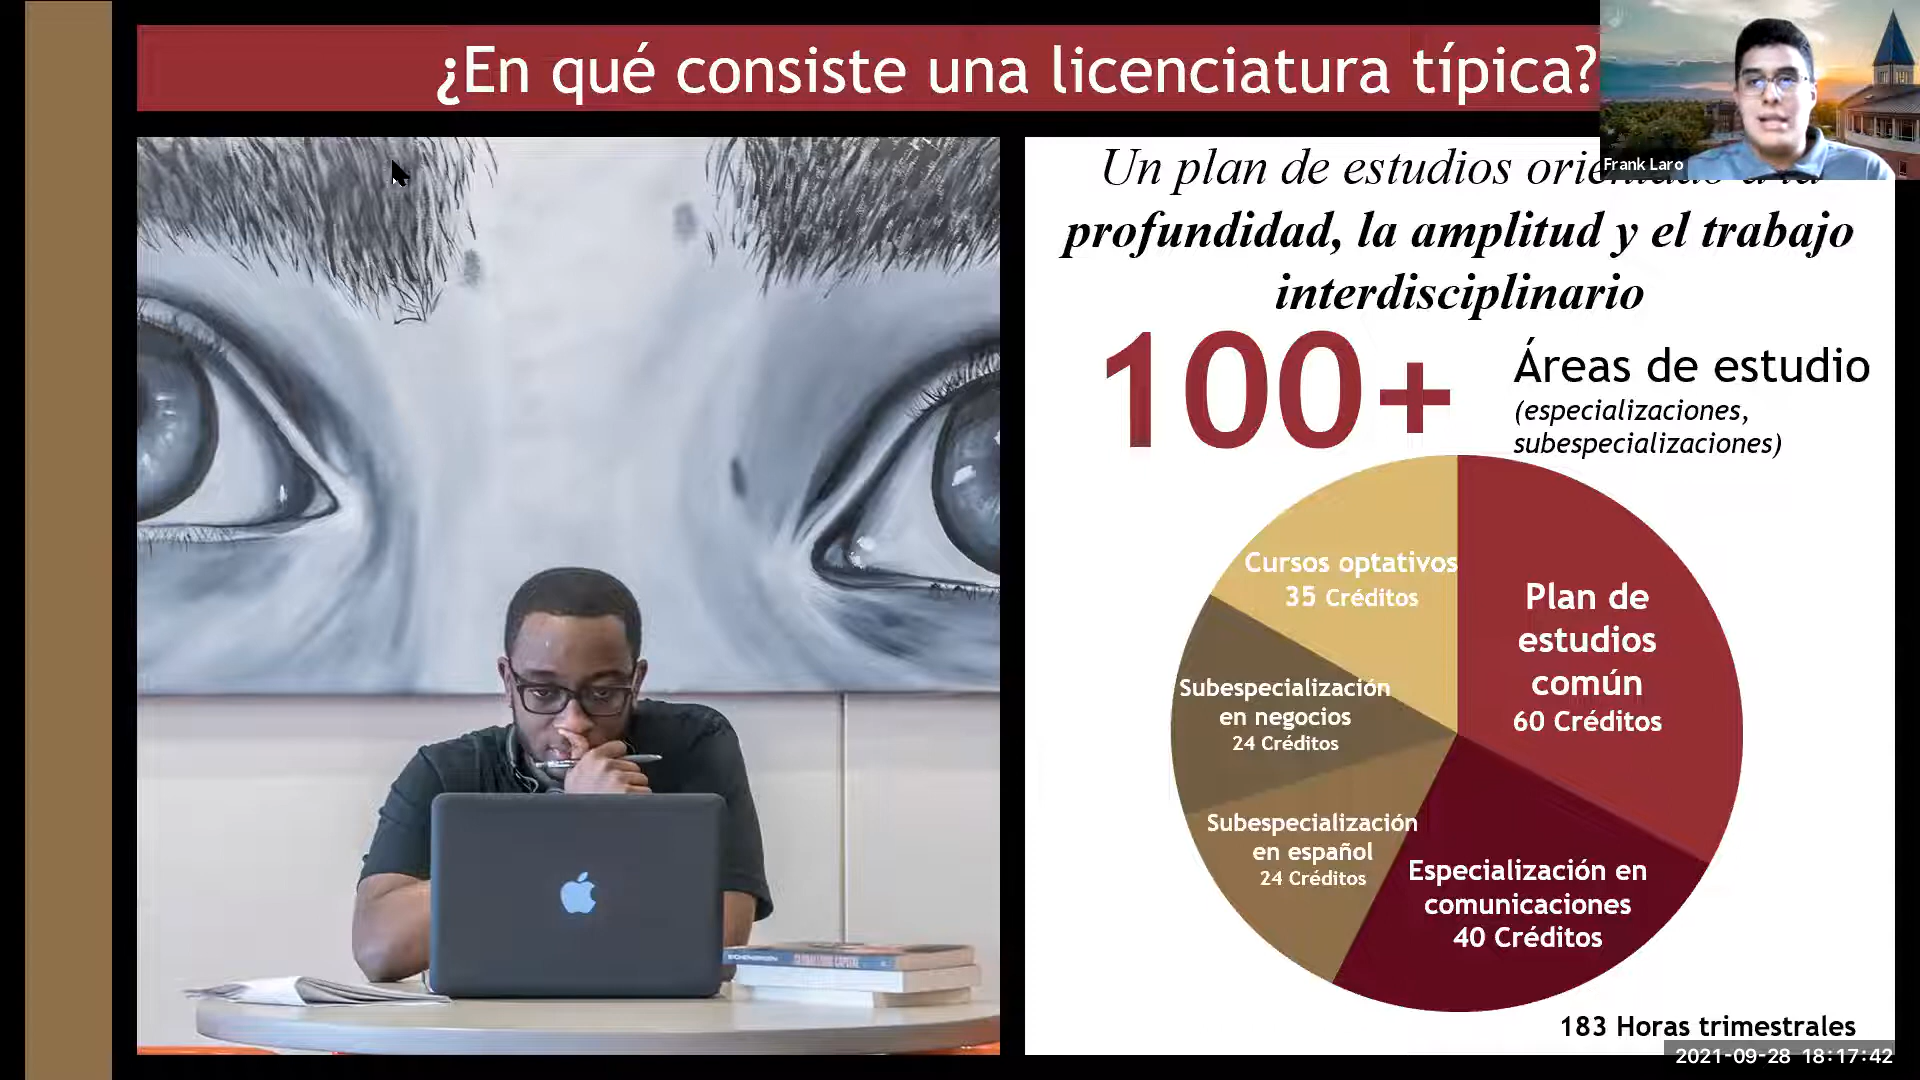 ¿En qué consiste una licenciatura típica?
Frank Laro
Un plan de estudios orientado a la
profundidad, la amplitud y el trabajo
interdisciplinario
100+
Áreas de estudio
(especializaciones,
subespecializaciones)
Cursos optativos
35 Créditos
Plan de
estudios
común
60 Créditos
Subespecialización
en negocios
24 Créditos
Subespecialización
en español
24 Créditos
Especialización en
comunicaciones
40 Créditos
183 Horas trimestrales
2021-09-28 18:17:42